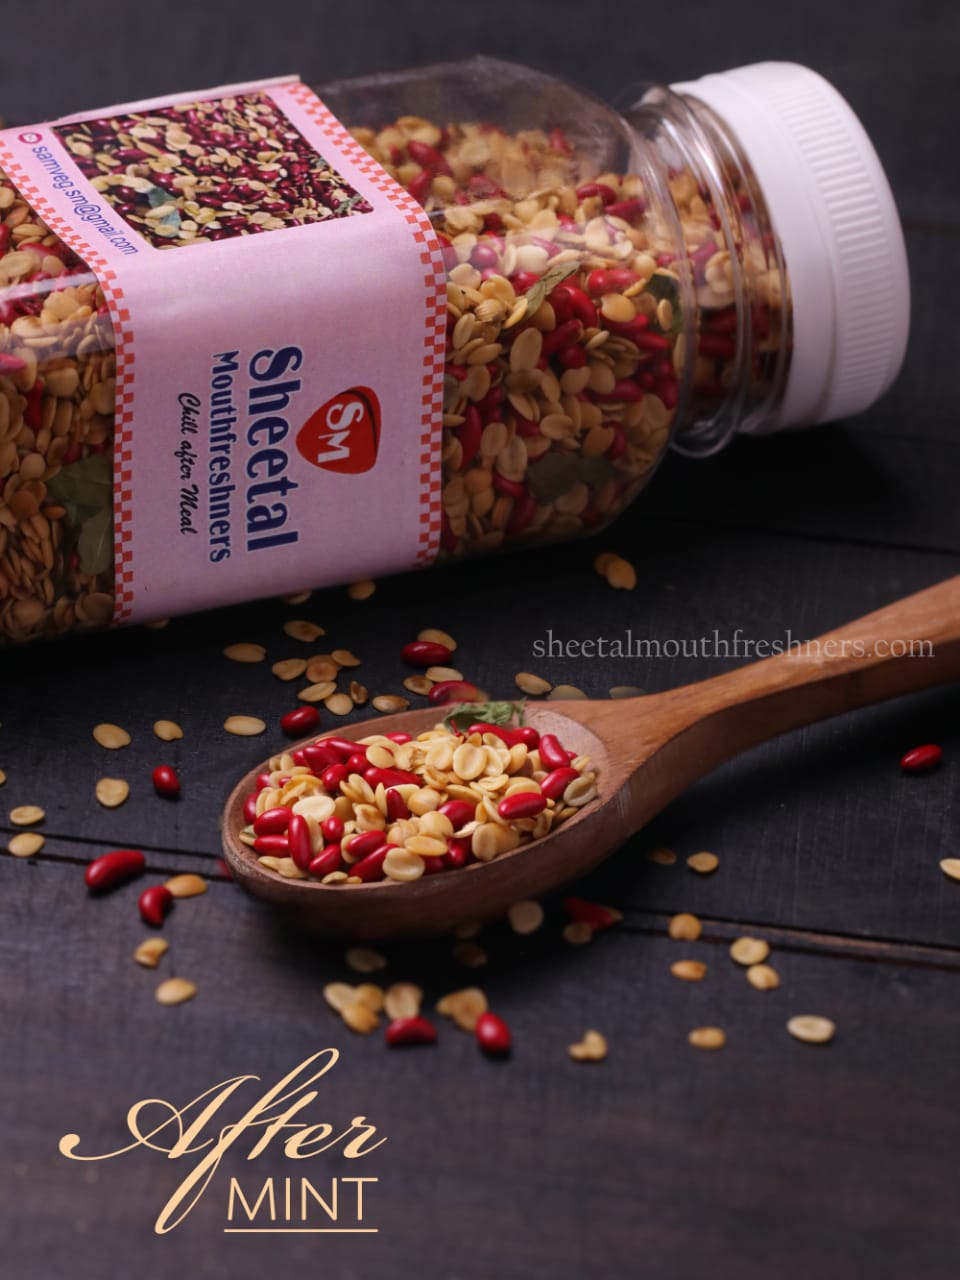 samveg.sm@gmail.com
SM
Sheetal
Mouthfreshners
Chill after Meal
sheetalmouthfreshners.com
After
MINT